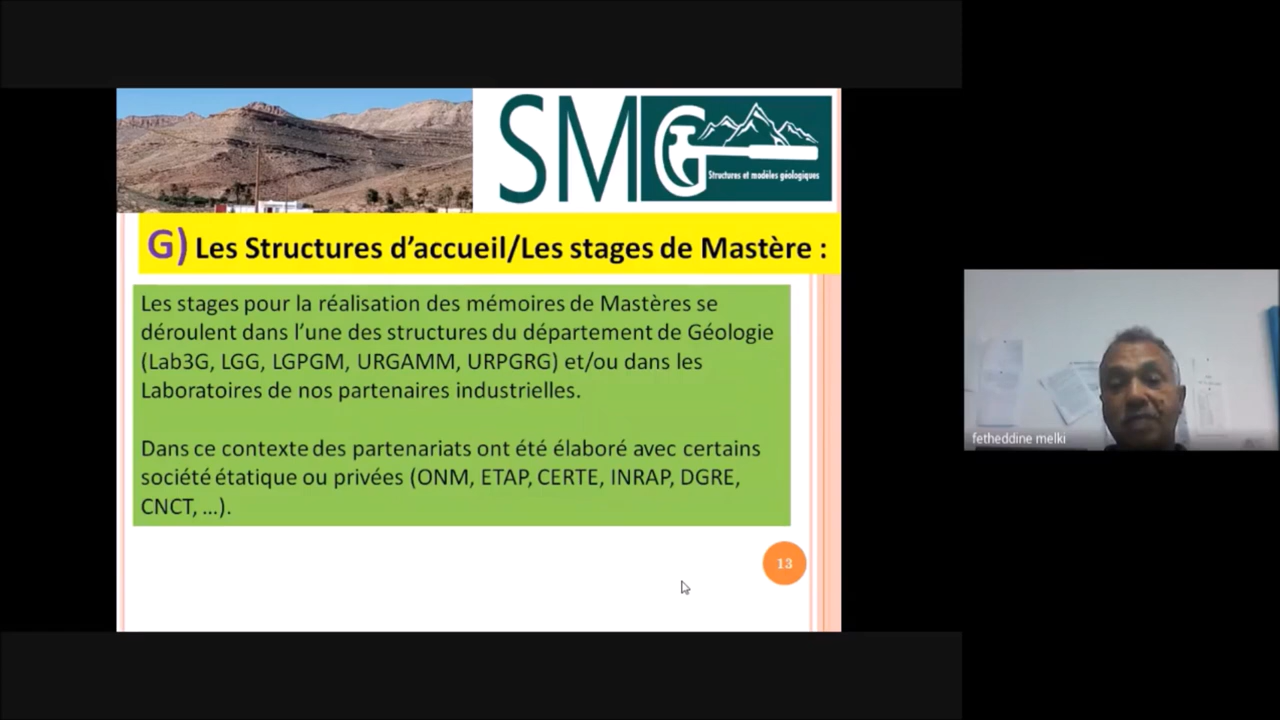 SMG
Structures et modèles géologiques
G) Les Structures d’accueil/Les stages de Mastère :
Les stages pour la réalisation des mémoires de Mastères se
déroulent dans l’une des structures du département de Géologie
(Lab3G, LGG, LGPGM, URGAMM, URPGRG) et/ou dans les
Laboratoires de nos partenaires industrielles.
Dans ce contexte des partenariats ont été élaboré avec certains
société étatique ou privées (ONM, ETAP, CERTE, INRAP, DGRE,
CNCT, …).
13
fetheddine melki